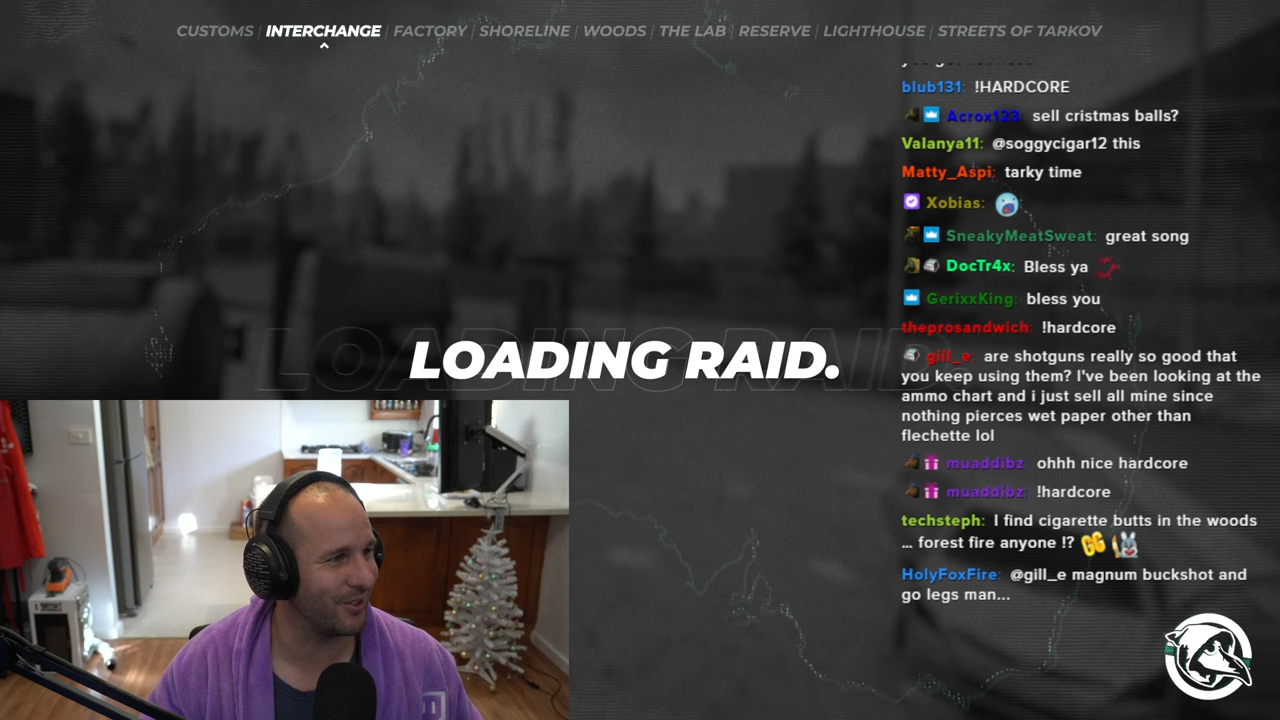 CUSTOMS | INTERCHANGE | FACTORY | SHORELINE | WOODS | THE LAB | RESERVE | LIGHTHOUSE | STREETS OF TARKOV
blub131: !HARDCORE
Acrox123 sell cristmas balls?
Valanya11: @soggycigar12 this
Matty_Aspi: tarky time
Xobias:
SneakyMeatSweat: great song
DocTr4x: Bless ya
GerixxKing: bless you
theprosandwich: !hardcore
LOADING RAID
LOADING RAID.
gill_e: are shotguns really so good that
you keep using them? I've been looking at the
ammo chart and i just sell all mine since
nothing pierces wet paper other than
flechette lol
muaddibz: ohhh nice hardcore
muaddibz: !hardcore
techsteph: I find cigarette butts in the woods
... forest fire anyone !? GG
HolyFoxFire: @gill_e magnum buckshot and
go legs man...